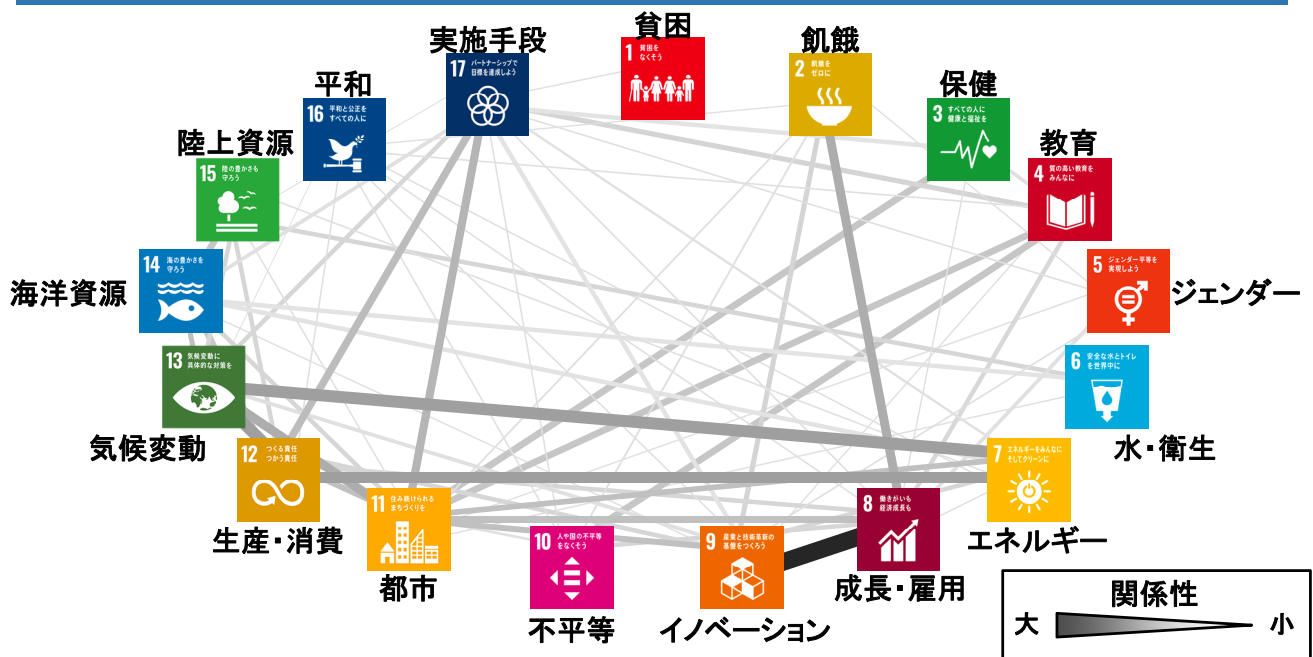 実施手段
17 パートナーシップで
目標を達成しよう
貧困
1 貧困を
なくそう
飢餓
2 飢餓を
ゼロに
平和
16 平和と公正を
すべての人に
保健
3 すべての人に
健康と福祉を
陸上資源
15 陸の豊かさも
守ろう
教育
4 質の高い教育を
みんなに
海洋資源
14 海の豊かさを
守ろう
5 ジェンダー平等を
実現しよう
ジェンダー
13 気候変動に
具体的な対策を
気候変動
6 安全な水とトイレ
を世界中に
水・衛生
12 つくる責任
つかう責任
生産・消費
7 エネルギーをみんなに
そしてクリーンに
エネルギー
11 住み続けられる
まちづくりを
都市
10 人や国の不平等
をなくそう
不平等
9 産業と技術革新の
基盤をつくろう
イノベーション
8 働きがいも
経済成長も
成長・雇用
関係性
大 小